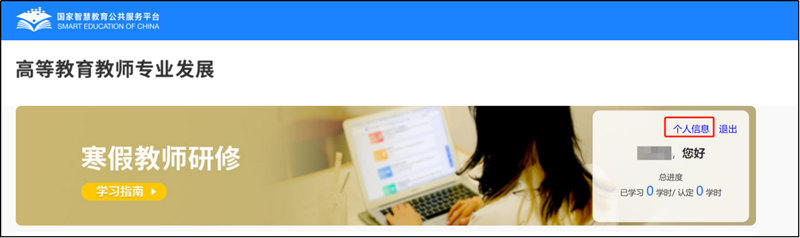 国家智慧教育公共服务平台
SMART EDUCATION OF CHINA
高等教育教师专业发展
寒假教师研修
学习指南
个人信息 退出
，您好
总进度
已学习 0 学时/ 认定 0 学时